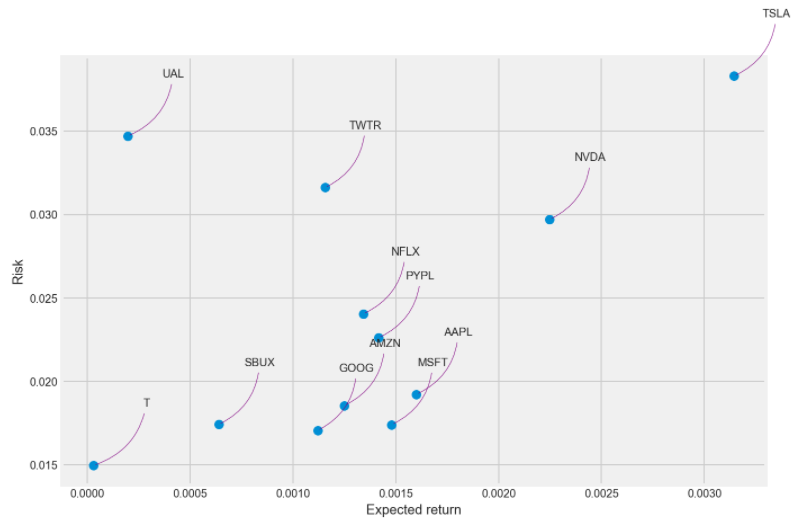 TSLA
UAL
TWTR
0.035
NVDA
0.030
NFLX
Risk
PYPL
0.025
AAPL
AMZN
SBUX
GOOG
MSFT
0.020
T
0.015
0.0000 0.0005 0.0010 0.0015 0.0020 0.0025 0.0030
Expected return